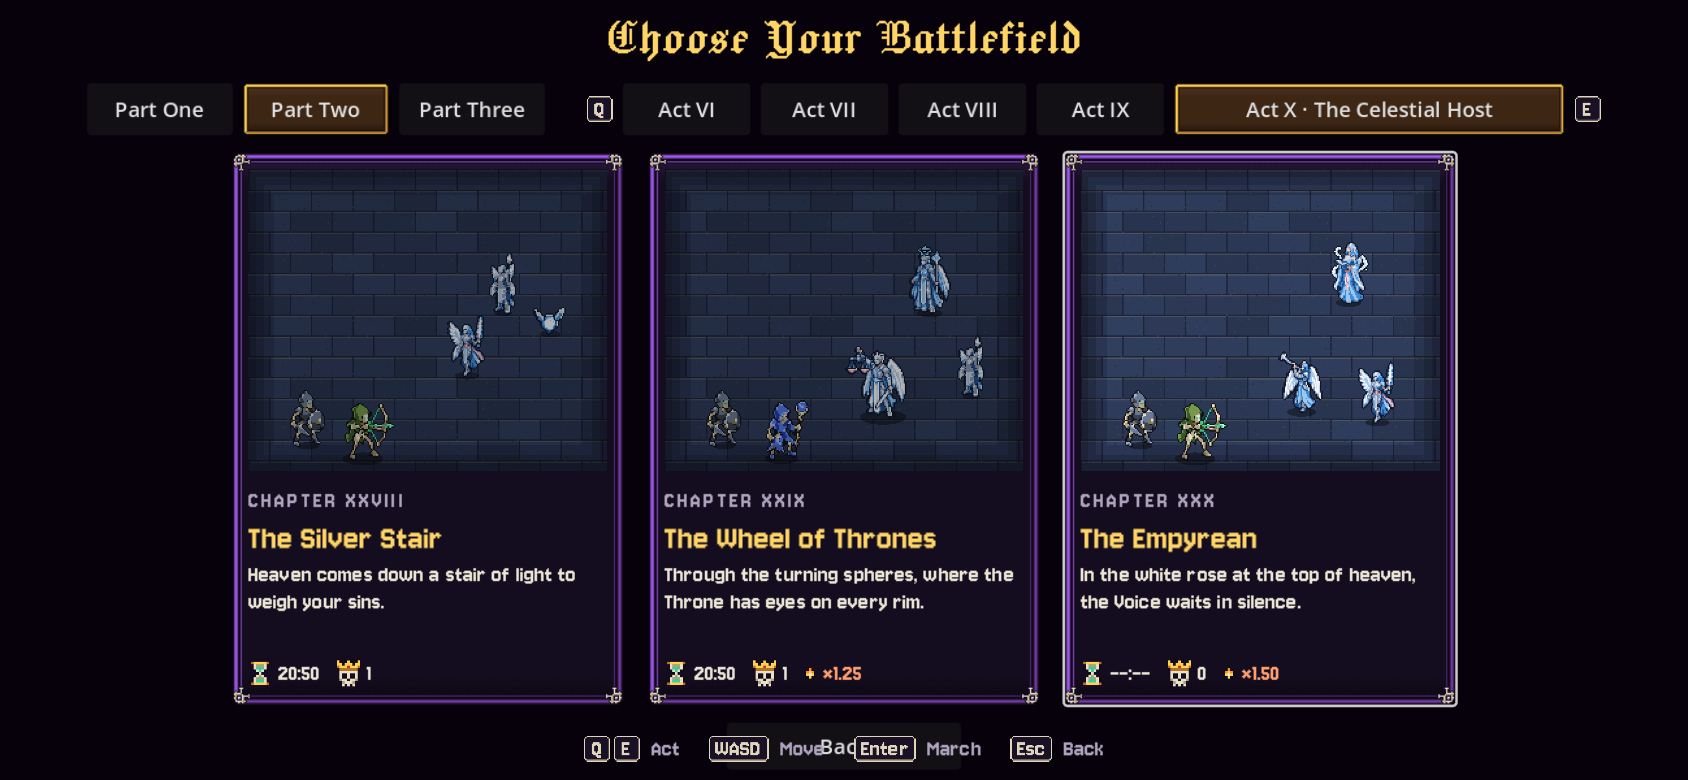 Choose Your Battlefield
Part One Part Two Part Three Q Act VI Act VII Act VIII Act IX Act X · The Celestial Host E
CHAPTER XXVIII
The Silver Stair
Heaven comes down a stair of light to
weigh your sins.
20:50 1
CHAPTER XXIX
The Wheel of Thrones
Through the turning spheres, where the
Throne has eyes on every rim.
20:50 1 ×1.25
CHAPTER XXX
The Empyrean
In the white rose at the top of heaven,
the Voice waits in silence.
--:-- 0 ×1.50
Q E Act WASD Move Enter March Esc Back